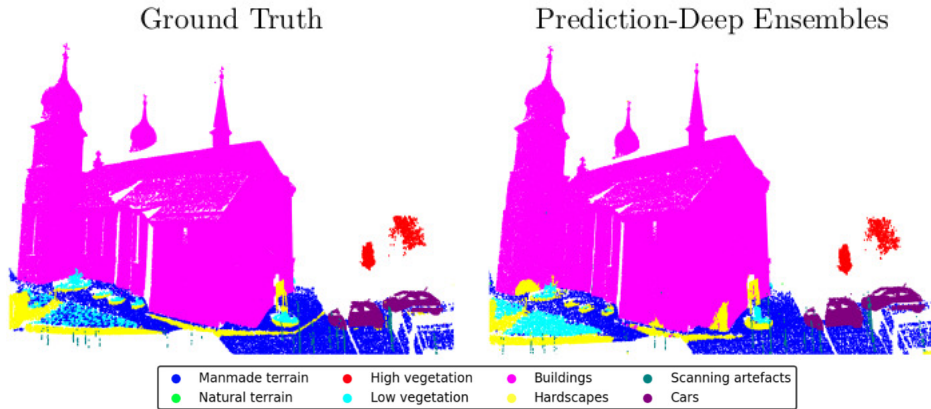 Ground Truth
Prediction-Deep Ensembles
Manmade terrain
High vegetation
Buildings
Scanning artefacts
Natural terrain
Low vegetation
Hardscapes
Cars